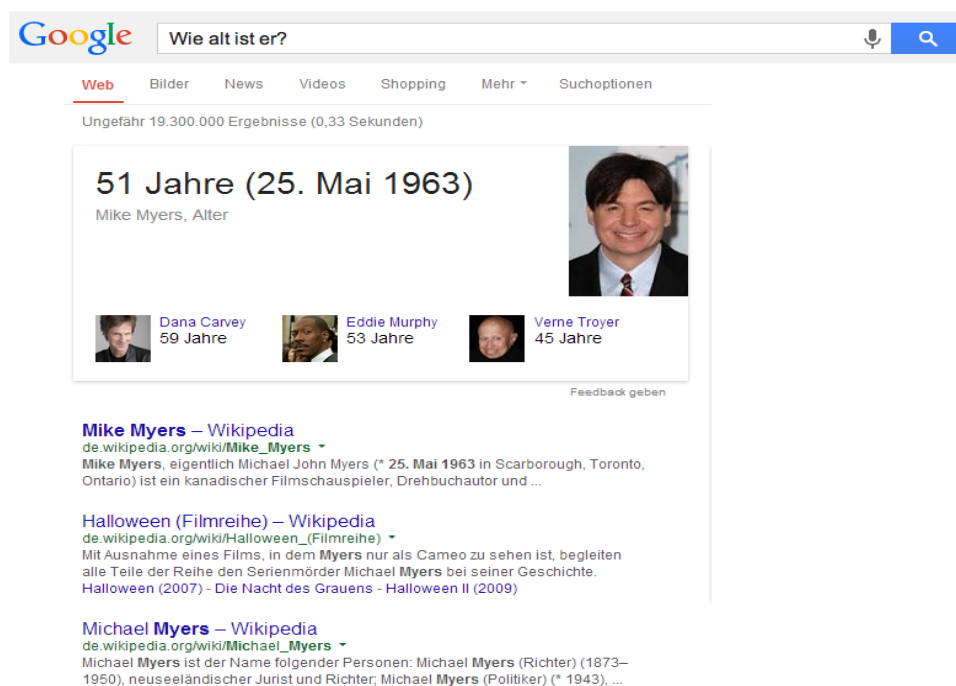 Google
Wie alt ist er?
Web Bilder News Videos Shopping Mehr Suchoptionen
Ungefähr 19.300.000 Ergebnisse (0,33 Sekunden)
51 Jahre (25. Mai 1963)
Mike Myers, Alter
Dana Carvey
59 Jahre
Eddie Murphy
53 Jahre
Verne Troyer
45 Jahre
Feedback geben
Mike Myers – Wikipedia
de.wikipedia.org/wiki/Mike_Myers
Mike Myers, eigentlich Michael John Myers (* 25. Mai 1963 in Scarborough, Toronto,
Ontario) ist ein kanadischer Filmschauspieler, Drehbuchautor und ...
Halloween (Filmreihe) – Wikipedia
de.wikipedia.org/wiki/Halloween_(Filmreihe)
Mit Ausnahme eines Films, in dem Myers nur als Cameo zu sehen ist, begleiten
alle Teile der Reihe den Serienmörder Michael Myers bei seiner Geschichte.
Halloween (2007) - Die Nacht des Grauens - Halloween II (2009)
Michael Myers – Wikipedia
de.wikipedia.org/wiki/Michael_Myers
Michael Myers ist der Name folgender Personen: Michael Myers (Richter) (1873–
1950), neuseeländischer Jurist und Richter; Michael Myers (Politiker) (* 1943), ...